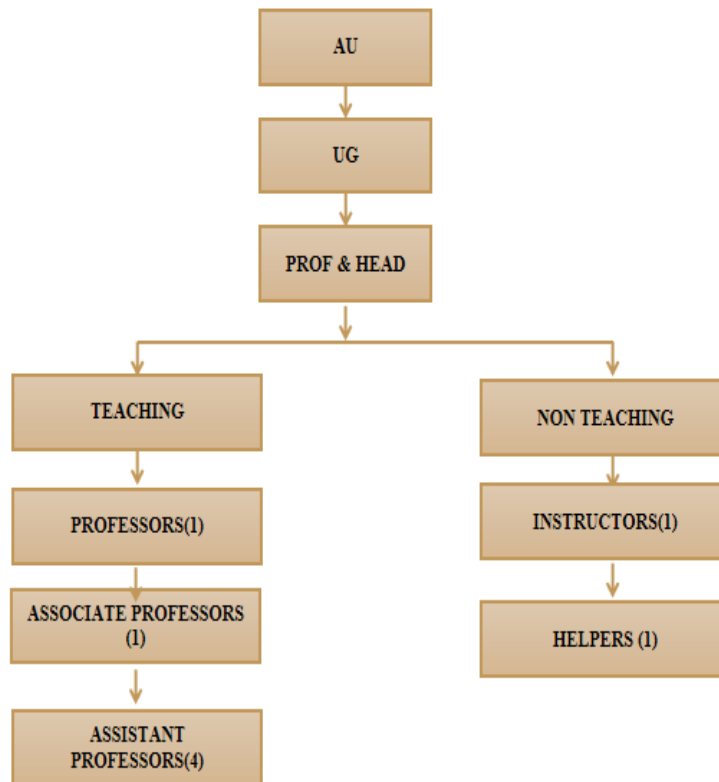 AU
UG
PROF & HEAD
TEACHING
NON TEACHING
PROFESSORS(1)
INSTRUCTORS(1)
ASSOCIATE PROFESSORS
(1)
HELPERS (1)
ASSISTANT
PROFESSORS(4)